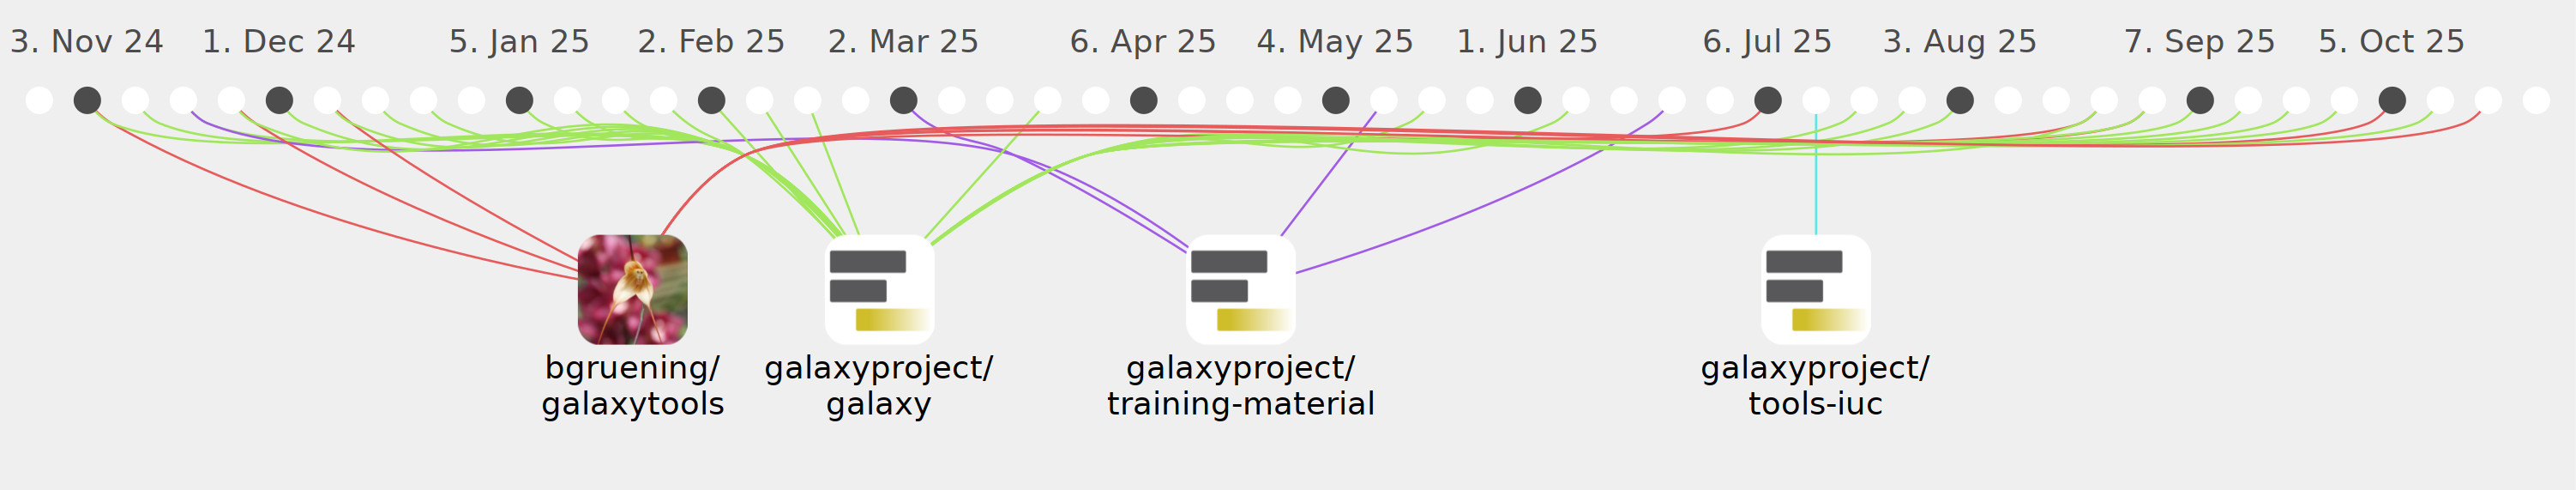 3. Nov 24 1. Dec 24 5. Jan 25 2. Feb 25 2. Mar 25 6. Apr 25 4. May 25 1. Jun 25 6. Jul 25 3. Aug 25 7. Sep 25 5. Oct 25
bgruening/
galaxytools
galaxyproject/
galaxy
galaxyproject/
training-material
galaxyproject/
tools-iuc